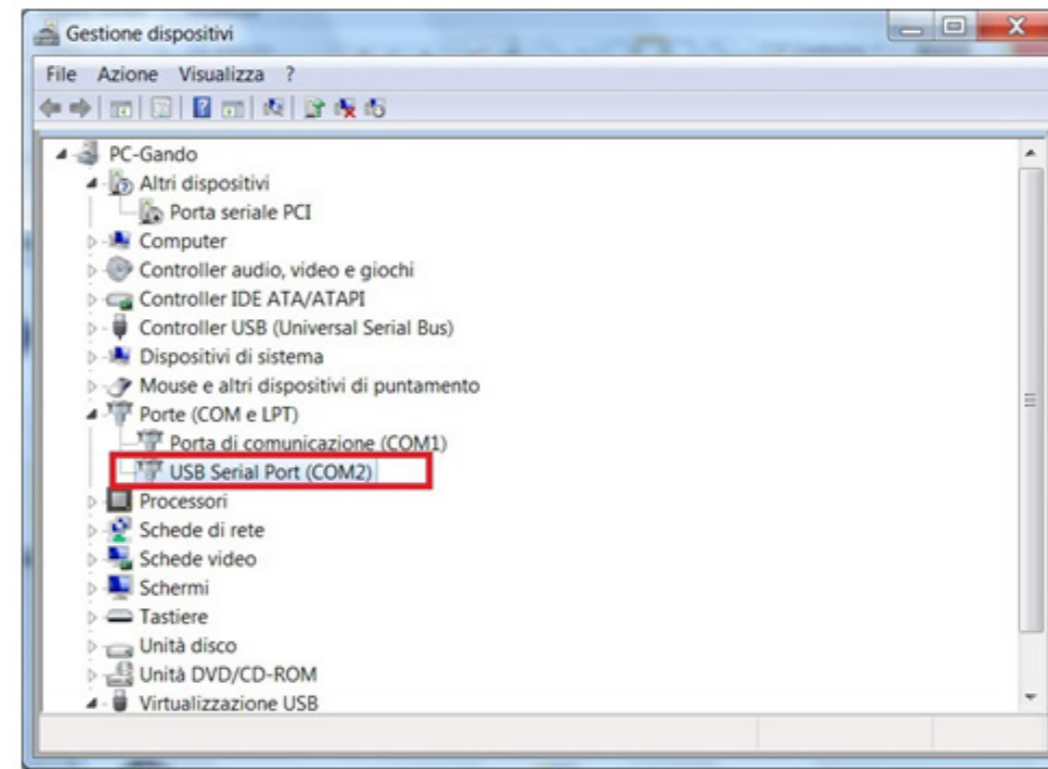 Gestione dispositivi
File Azione Visualizza ?
PC-Gando
Altri dispositivi
Porta seriale PCI
Computer
Controller audio, video e giochi
Controller IDE ATA/ATAPI
Controller USB (Universal Serial Bus)
Dispositivi di sistema
Mouse e altri dispositivi di puntamento
Porte (COM e LPT)
Porta di comunicazione (COM1)
USB Serial Port (COM2)
Processori
Schede di rete
Schede video
Schermi
Tastiere
Unità disco
Unità DVD/CD-ROM
Virtualizzazione USB